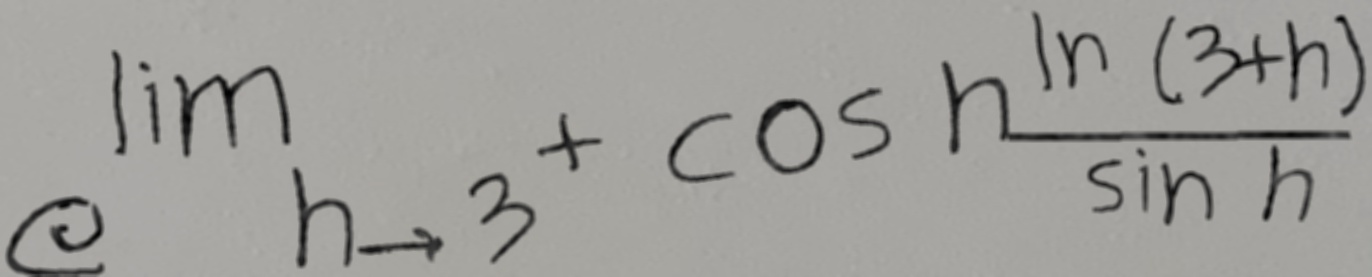 @ lim h→3⁺ cos h ln (3+h) / sin h